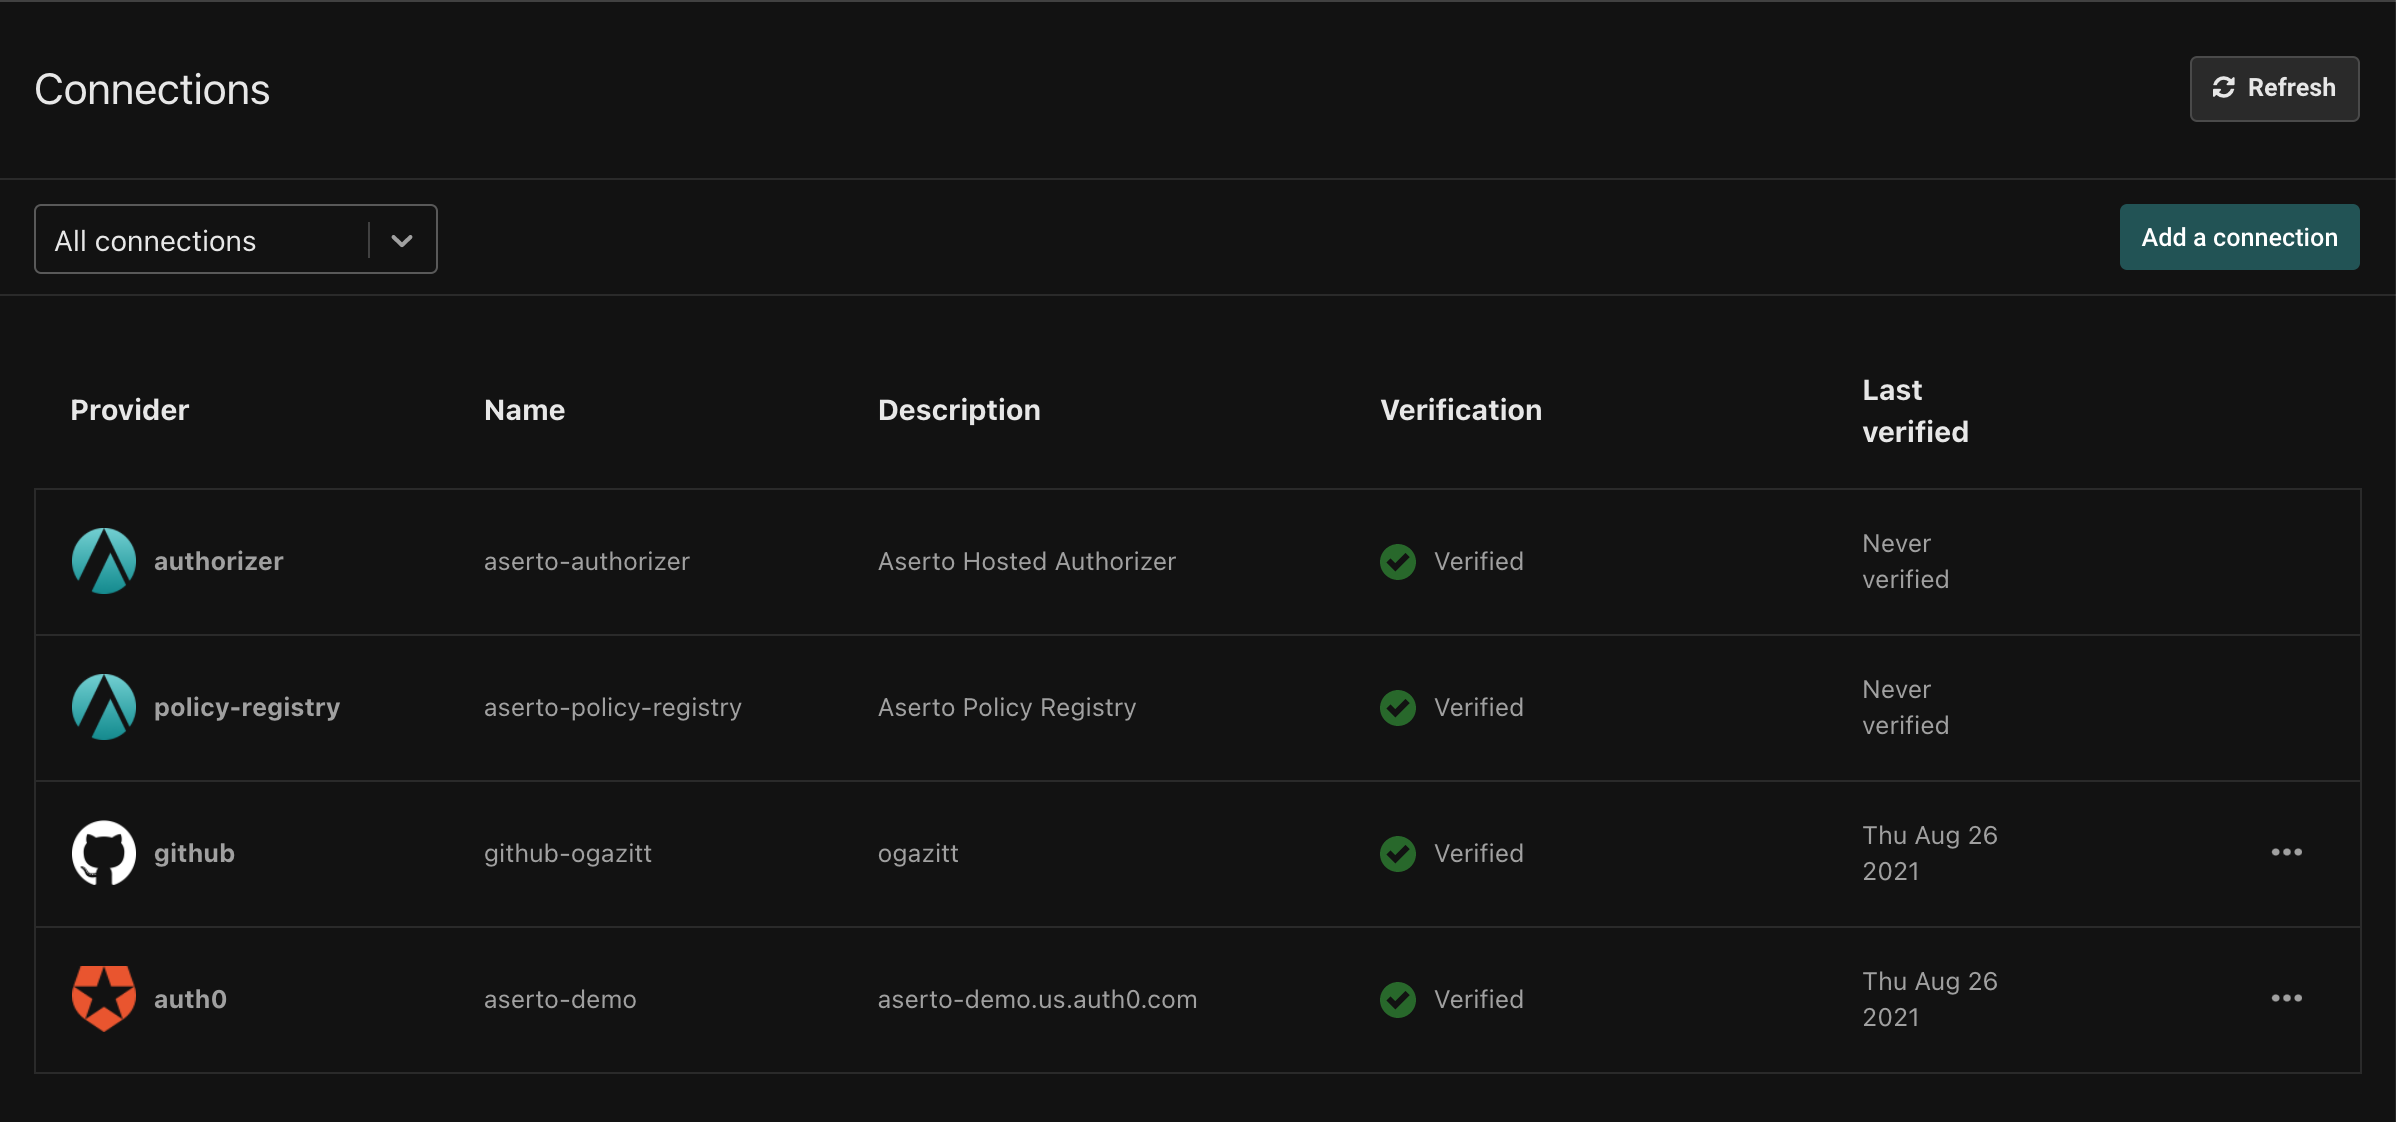 Connections
Refresh
All connections
Add a connection
Provider Name Description Verification Last verified
authorizer aserto-authorizer Aserto Hosted Authorizer Verified Never verified
policy-registry aserto-policy-registry Aserto Policy Registry Verified Never verified
github github-ogazitt ogazitt Verified Thu Aug 26 2021
auth0 aserto-demo aserto-demo.us.auth0.com Verified Thu Aug 26 2021